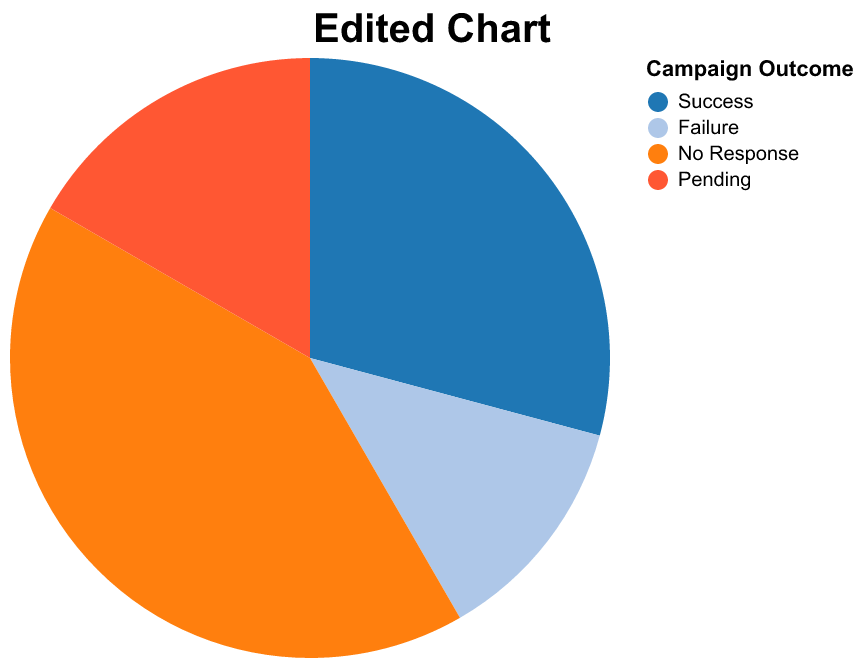 Edited Chart
Campaign Outcome
Success
Failure
No Response
Pending